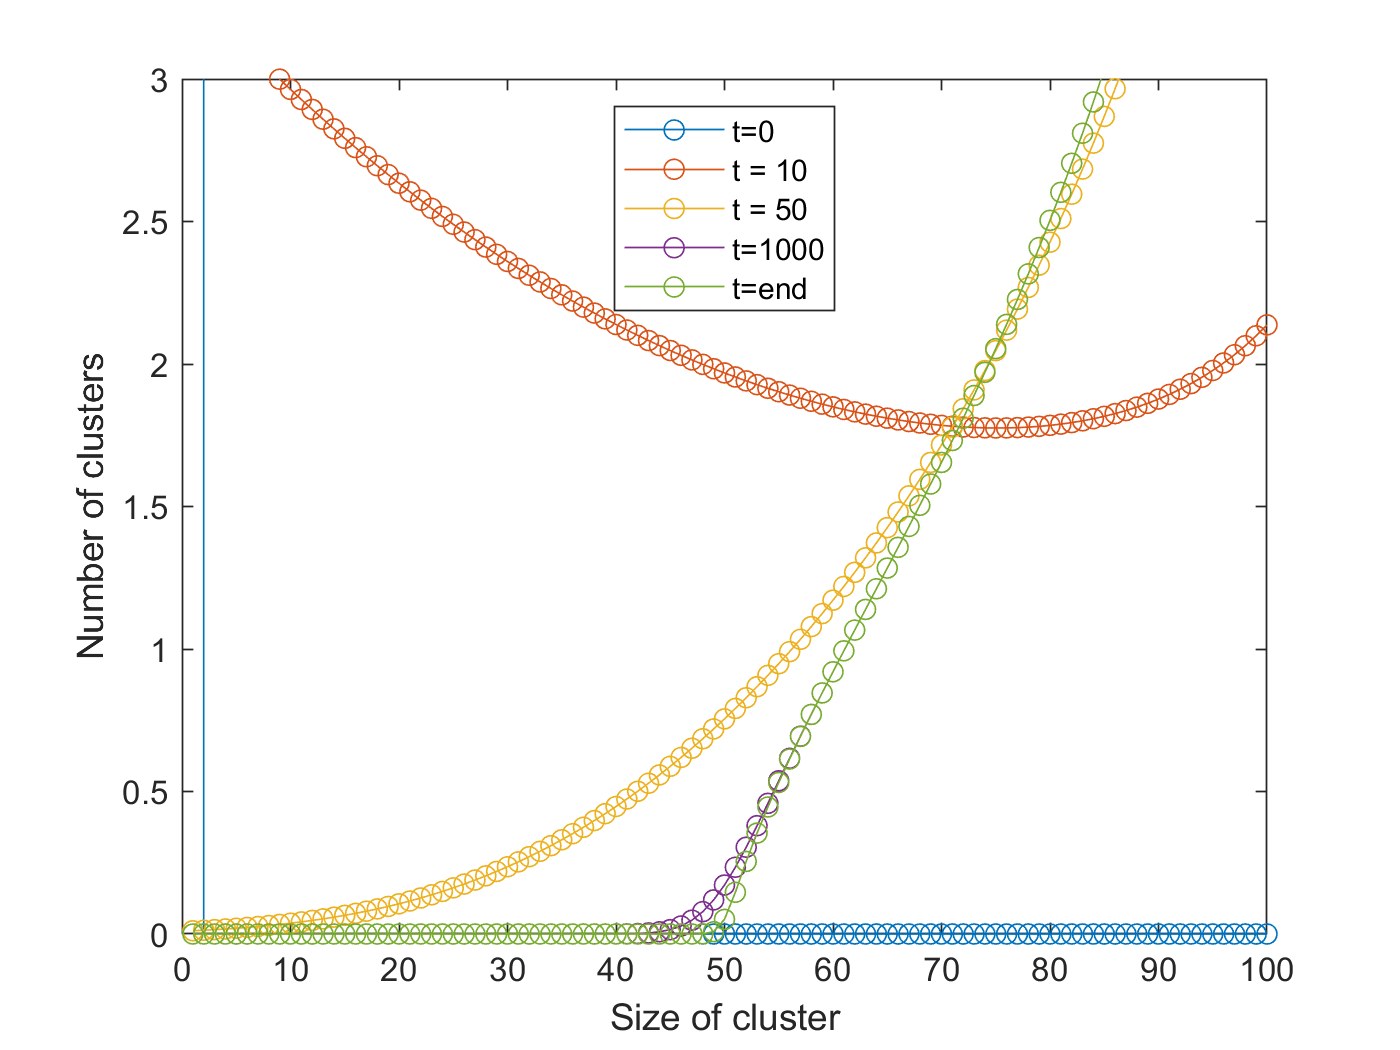 3
2.5
2
1.5
1
0.5
0
Number of clusters
t=0
t = 10
t = 50
t=1000
t=end
0 10 20 30 40 50 60 70 80 90 100
Size of cluster